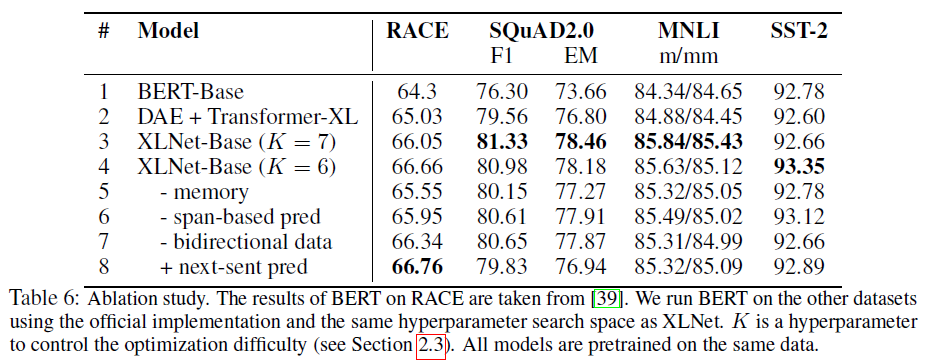 # Model RACE SQuAD2.0 MNLI SST-2
F1 EM m/mm
1 BERT-Base 64.3 76.30 73.66 84.34/84.65 92.78
2 DAE + Transformer-XL 65.03 79.56 76.80 84.88/84.45 92.60
3 XLNet-Base (K = 7) 66.05 81.33 78.46 85.84/85.43 92.66
4 XLNet-Base (K = 6) 66.66 80.98 78.18 85.63/85.12 93.35
5 - memory 65.55 80.15 77.27 85.32/85.05 92.78
6 - span-based pred 65.95 80.61 77.91 85.49/85.02 93.12
7 - bidirectional data 66.34 80.65 77.87 85.31/84.99 92.66
8 + next-sent pred 66.76 79.83 76.94 85.32/85.09 92.89
Table 6: Ablation study. The results of BERT on RACE are taken from [39]. We run BERT on the other datasets
using the official implementation and the same hyperparameter search space as XLNet. K is a hyperparameter
to control the optimization difficulty (see Section 2.3). All models are pretrained on the same data.